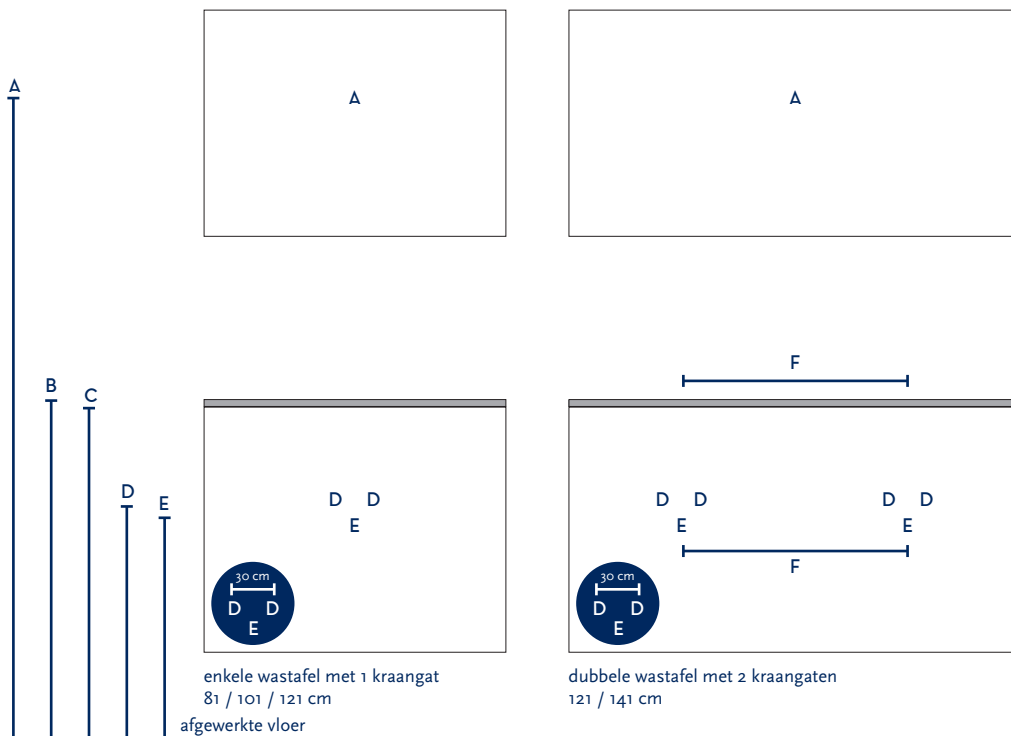 A
A
A
B
C
F
D
E
D D
E
D D
E
D D
E
F
30 cm
D D
E
30 cm
D D
E
enkele wastafel met 1 kraangat
81 / 101 / 121 cm
dubbele wastafel met 2 kraangaten
121 / 141 cm
afgewerkte vloer